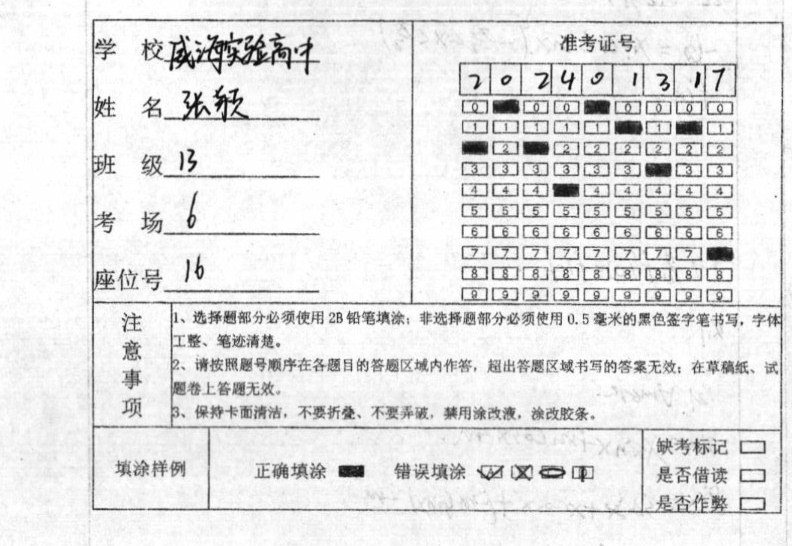 学 校 威海实验高中
姓 名 张颖
班 级 13
考 场 6
座位号 16
准考证号
2 0 2 4 0 1 3 1 7
0 0 0 0 0 0 0
1 1 1 1 1 1 1
2 2 2 2 2 2 2
3 3 3 3 3 3 3 3
4 4 4 4 4 4 4 4
5 5 5 5 5 5 5 5 5
6 6 6 6 6 6 6 6 6
7 7 7 7 7 7 7 7
8 8 8 8 8 8 8 8 8
9 9 9 9 9 9 9 9 9
注意事项
1、选择题部分必须使用 2B 铅笔填涂；非选择题部分必须使用 0.5 毫米的黑色签字笔书写，字体
工整、笔迹清楚。
2、请按照题号顺序在各题目的答题区域内作答，超出答题区域书写的答案无效；在草稿纸、试
题卷上答题无效。
3、保持卡面清洁，不要折叠、不要弄破，禁用涂改液，涂改胶条。
填涂样例 正确填涂 错误填涂
缺考标记
是否借读
是否作弊